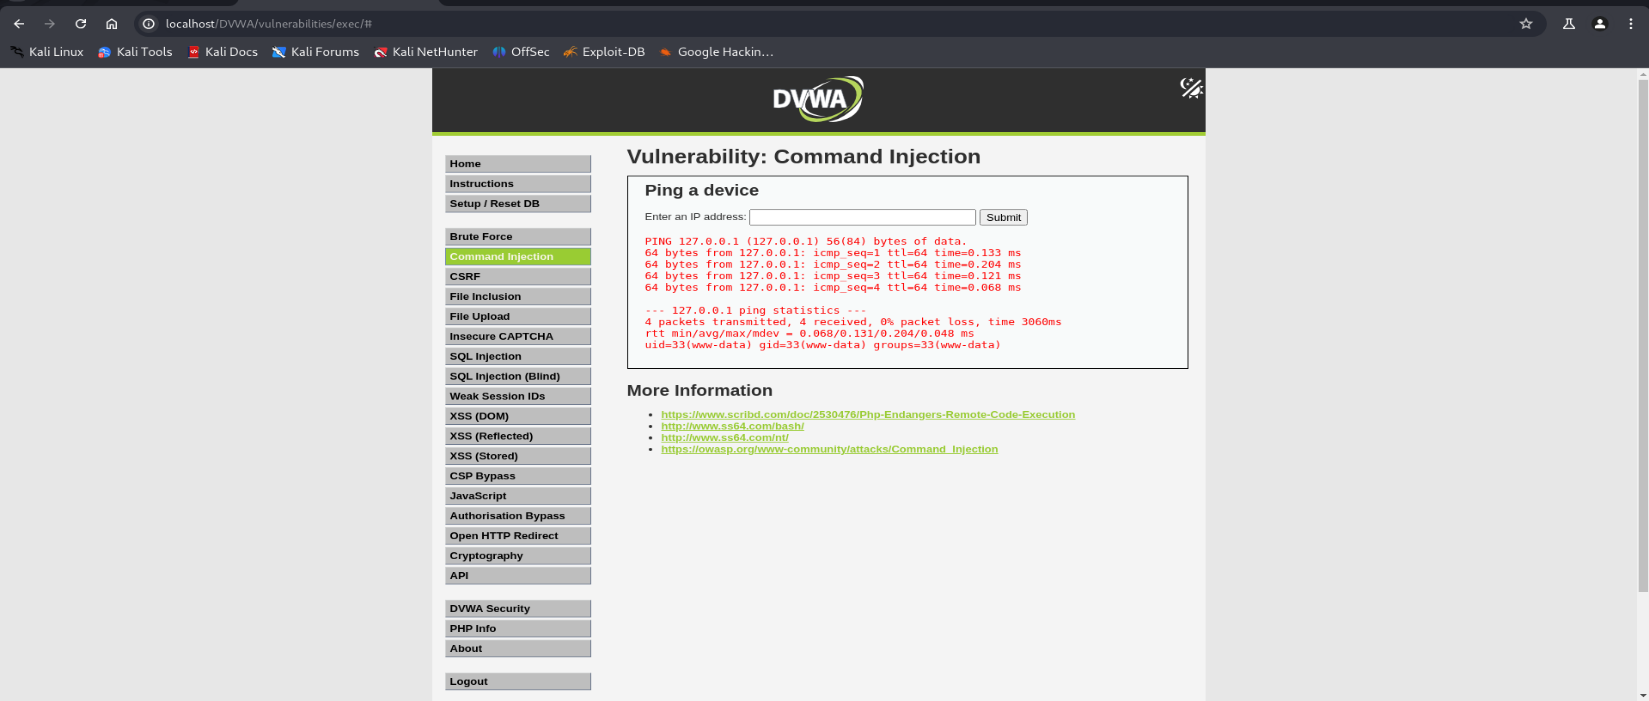 localhost/DVWA/vulnerabilities/exec/#
Kali Linux Kali Tools Kali Docs Kali Forums Kali NetHunter OffSec Exploit-DB Google Hackin…
DVWA
Home
Instructions
Setup / Reset DB
Brute Force
Command Injection
CSRF
File Inclusion
File Upload
Insecure CAPTCHA
SQL Injection
SQL Injection (Blind)
Weak Session IDs
XSS (DOM)
XSS (Reflected)
XSS (Stored)
CSP Bypass
JavaScript
Authorisation Bypass
Open HTTP Redirect
Cryptography
API
DVWA Security
PHP Info
About
Logout
Vulnerability: Command Injection
Ping a device
Enter an IP address: Submit
PING 127.0.0.1 (127.0.0.1) 56(84) bytes of data.
64 bytes from 127.0.0.1: icmp_seq=1 ttl=64 time=0.133 ms
64 bytes from 127.0.0.1: icmp_seq=2 ttl=64 time=0.204 ms
64 bytes from 127.0.0.1: icmp_seq=3 ttl=64 time=0.121 ms
64 bytes from 127.0.0.1: icmp_seq=4 ttl=64 time=0.068 ms
--- 127.0.0.1 ping statistics ---
4 packets transmitted, 4 received, 0% packet loss, time 3060ms
rtt min/avg/max/mdev = 0.068/0.131/0.204/0.048 ms
uid=33(www-data) gid=33(www-data) groups=33(www-data)
More Information
https://www.scribd.com/doc/2530476/Php-Endangers-Remote-Code-Execution
http://www.ss64.com/bash/
http://www.ss64.com/nt/
https://owasp.org/www-community/attacks/Command_Injection